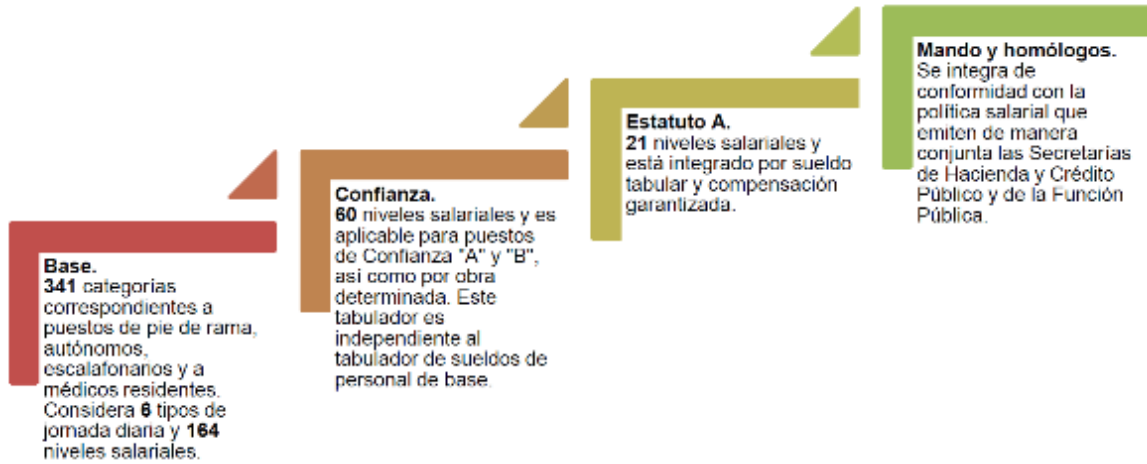 Base.
341 categorías
correspondientes a
puestos de pie de rama,
autónomos,
escalafonarios y a
médicos residentes.
Considera 6 tipos de
jornada diaria y 164
niveles salariales.
Confianza.
60 niveles salariales y es
aplicable para puestos
de Confianza "A" y "B",
así como por obra
determinada. Este
tabulador es
independiente al
tabulador de sueldos de
personal de base.
Estatuto A.
21 niveles salariales y
está integrado por sueldo
tabular y compensación
garantizada.
Mando y homólogos.
Se integra de
conformidad con la
política salarial que
emiten de manera
conjunta las Secretarías
de Hacienda y Crédito
Público y de la Función
Pública.